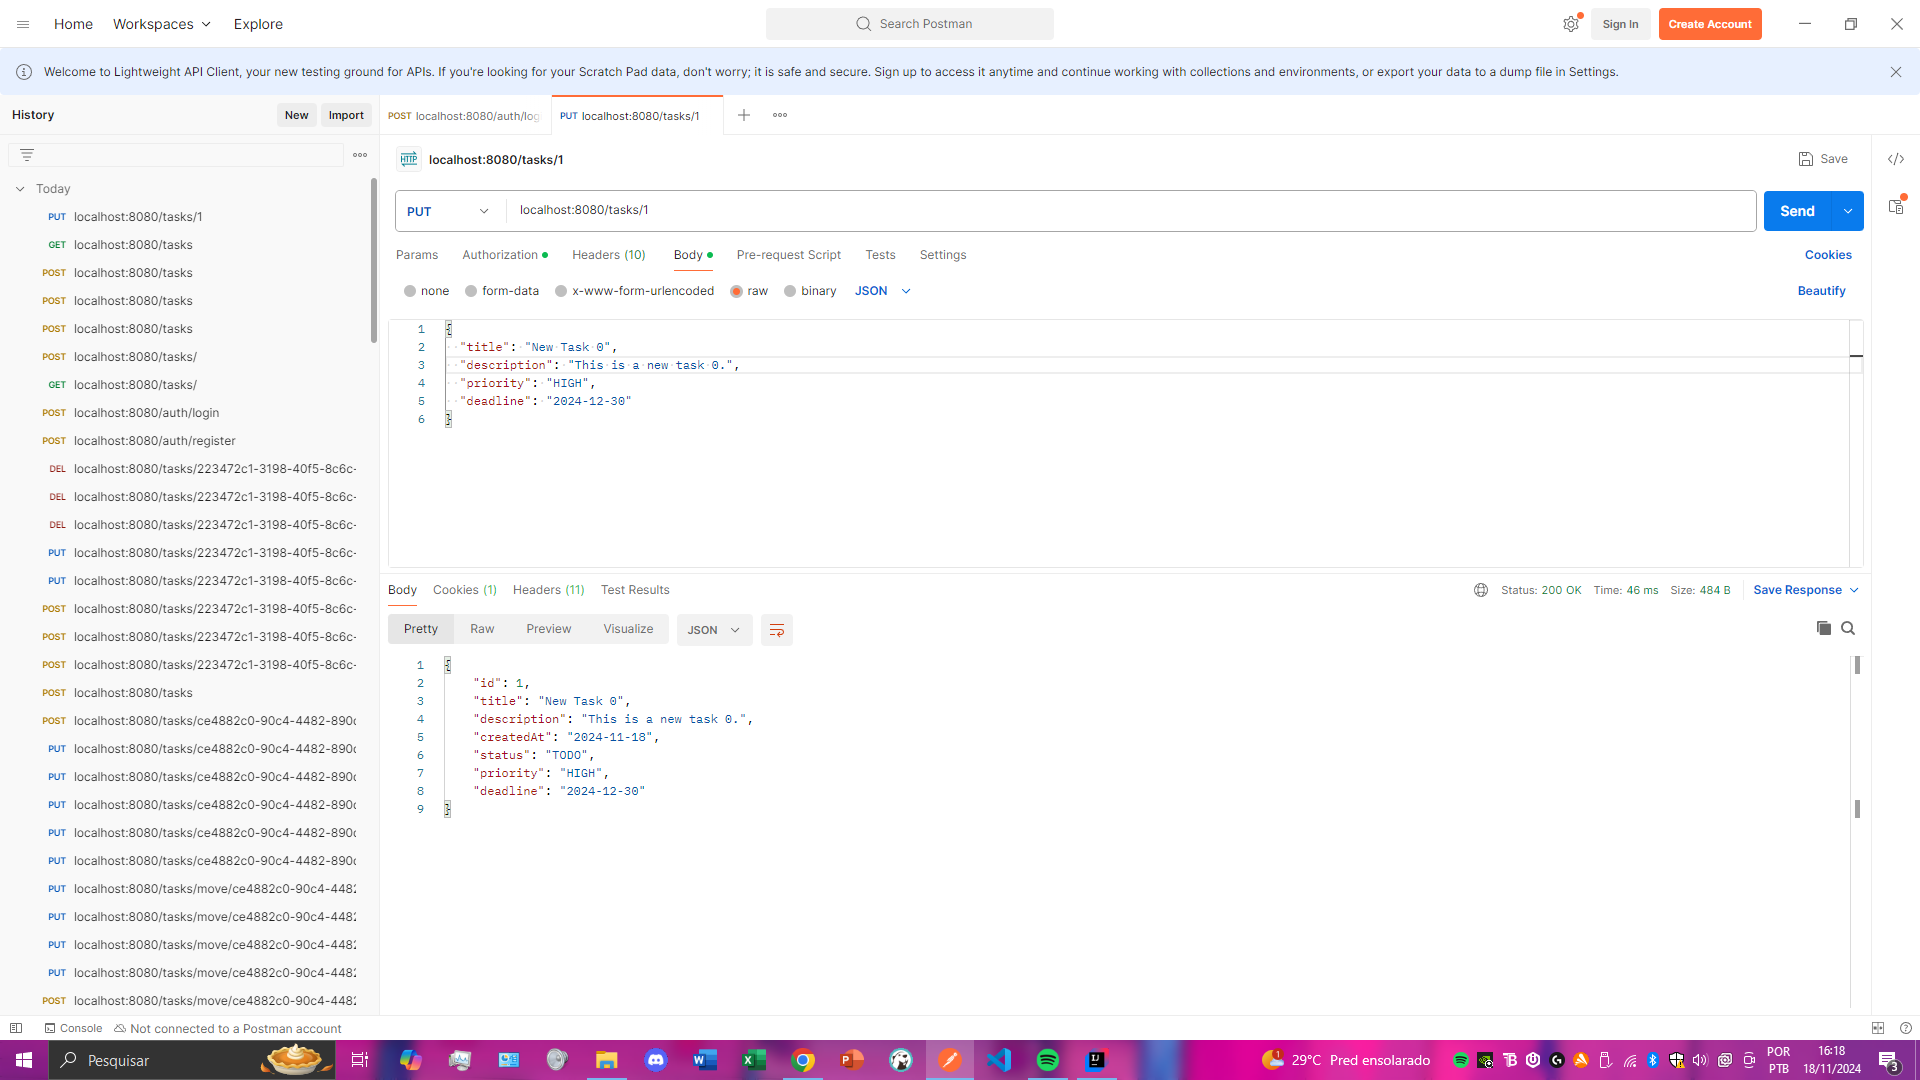 Home Workspaces Explore
Search Postman
Sign In Create Account
Welcome to Lightweight API Client, your new testing ground for APIs. If you're looking for your Scratch Pad data, don't worry; it is safe and secure. Sign up to access it anytime and continue working with collections and environments, or export your data to a dump file in Settings.
History New Import
Today
PUT localhost:8080/tasks/1
GET localhost:8080/tasks
POST localhost:8080/tasks
POST localhost:8080/tasks
POST localhost:8080/tasks
POST localhost:8080/tasks/
GET localhost:8080/tasks/
POST localhost:8080/auth/login
POST localhost:8080/auth/register
DEL localhost:8080/tasks/223472c1-3198-40f5-8c6c-
DEL localhost:8080/tasks/223472c1-3198-40f5-8c6c-
DEL localhost:8080/tasks/223472c1-3198-40f5-8c6c-
PUT localhost:8080/tasks/223472c1-3198-40f5-8c6c-
PUT localhost:8080/tasks/223472c1-3198-40f5-8c6c-
POST localhost:8080/tasks/223472c1-3198-40f5-8c6c-
POST localhost:8080/tasks/223472c1-3198-40f5-8c6c-
POST localhost:8080/tasks/223472c1-3198-40f5-8c6c-
POST localhost:8080/tasks
POST localhost:8080/tasks/ce4882c0-90c4-4482-890c
PUT localhost:8080/tasks/ce4882c0-90c4-4482-890c
PUT localhost:8080/tasks/ce4882c0-90c4-4482-890c
PUT localhost:8080/tasks/ce4882c0-90c4-4482-890c
PUT localhost:8080/tasks/ce4882c0-90c4-4482-890c
PUT localhost:8080/tasks/ce4882c0-90c4-4482-890c
PUT localhost:8080/tasks/move/ce4882c0-90c4-4482
PUT localhost:8080/tasks/move/ce4882c0-90c4-4482
PUT localhost:8080/tasks/move/ce4882c0-90c4-4482
PUT localhost:8080/tasks/move/ce4882c0-90c4-4482
POST localhost:8080/tasks/move/ce4882c0-90c4-4482
POST localhost:8080/auth/log PUT localhost:8080/tasks/1
HTTP localhost:8080/tasks/1 Save
PUT localhost:8080/tasks/1 Send
Params Authorization Headers (10) Body Pre-request Script Tests Settings Cookies
none form-data x-www-form-urlencoded raw binary JSON Beautify
1 {
2 "title": "New Task 0",
3 "description": "This is a new task 0.",
4 "priority": "HIGH",
5 "deadline": "2024-12-30"
6 }
Body Cookies (1) Headers (11) Test Results Status: 200 OK Time: 46 ms Size: 484 B Save Response
Pretty Raw Preview Visualize JSON
1 {
2 "id": 1,
3 "title": "New Task 0",
4 "description": "This is a new task 0.",
5 "createdAt": "2024-11-18",
6 "status": "TODO",
7 "priority": "HIGH",
8 "deadline": "2024-12-30"
9 }
Console Not connected to a Postman account
Pesquisar 29°C Pred ensolarado POR 16:18
PTB 18/11/2024 3